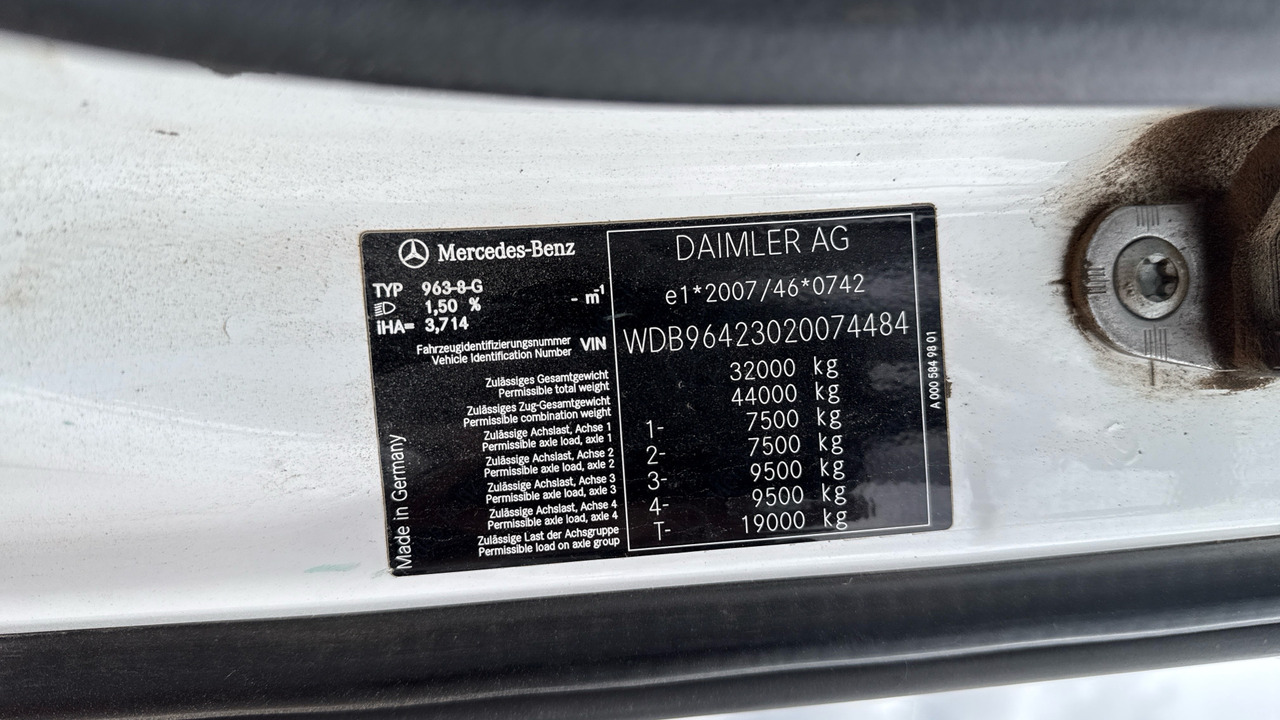 Mercedes-Benz
TYP 963-8-G
1,50 % - m⁻¹
iHA= 3,714
Fahrzeugidentifizierungsnummer
Vehicle Identification Number VIN
Zulässiges Gesamtgewicht
Permissible total weight
Zulässiges Zug-Gesamtgewicht
Permissible combination weight
Zulässige Achslast, Achse 1
Permissible axle load, axle 1
Zulässige Achslast, Achse 2
Permissible axle load, axle 2
Zulässige Achslast, Achse 3
Permissible axle load, axle 3
Zulässige Achslast, Achse 4
Permissible axle load, axle 4
Zulässige Last der Achsgruppe
Permissible load on axle group
Made in Germany
DAIMLER AG
e1*2007/46*0742
WDB96423020074484
32000 kg
44000 kg
1- 7500 kg
2- 7500 kg
3- 9500 kg
4- 9500 kg
T- 19000 kg
A 000 584 98 01